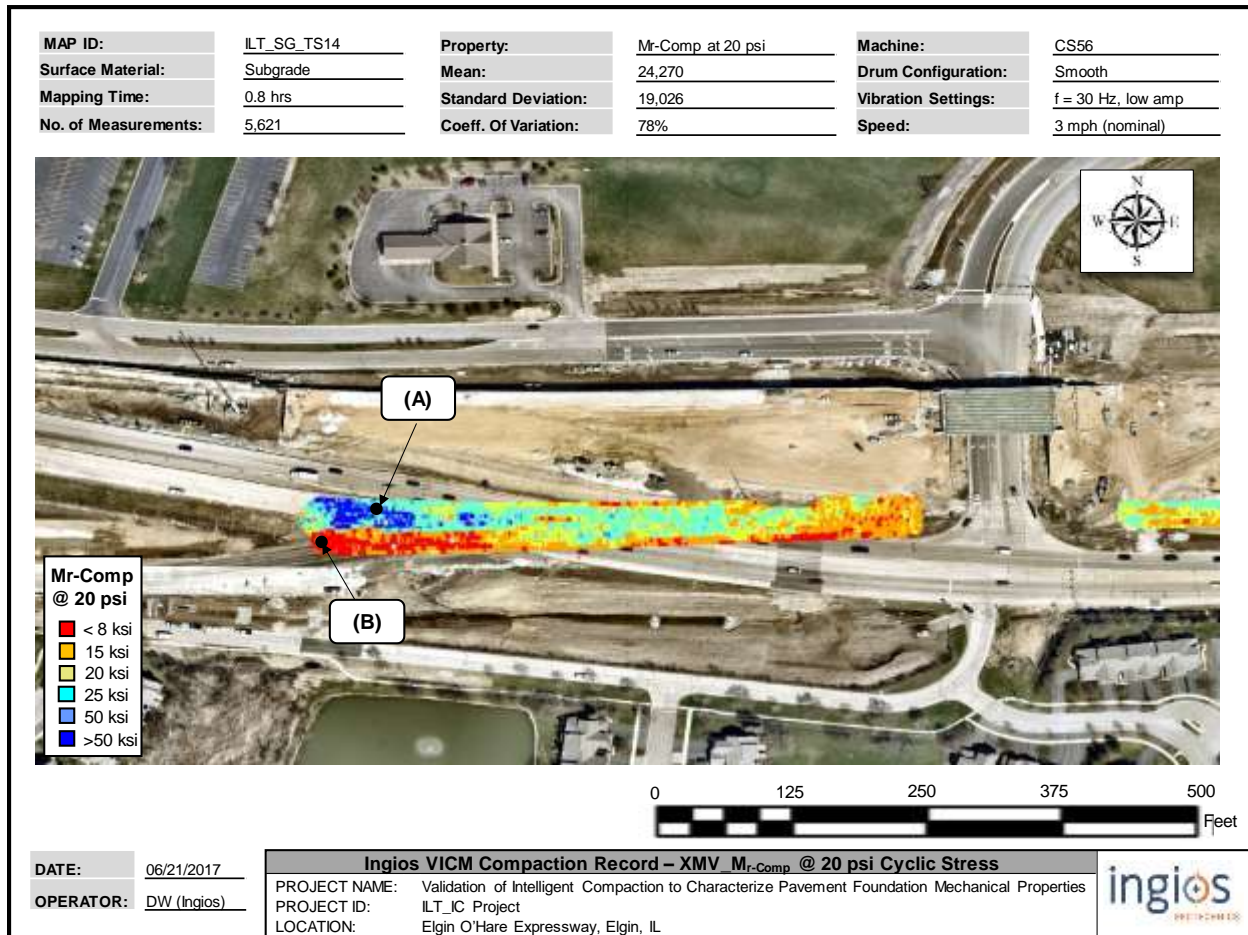 MAP ID: ILT_SG_TS14
Surface Material: Subgrade
Mapping Time: 0.8 hrs
No. of Measurements: 5,621
Property: Mr-Comp at 20 psi
Mean: 24,270
Standard Deviation: 19,026
Coeff. Of Variation: 78%
Machine: CS56
Drum Configuration: Smooth
Vibration Settings: f = 30 Hz, low amp
Speed: 3 mph (nominal)
N
W E
S
(A)
(B)
Mr-Comp
@ 20 psi
< 8 ksi
15 ksi
20 ksi
25 ksi
50 ksi
>50 ksi
0 125 250 375 500
Feet
DATE: 06/21/2017
OPERATOR: DW (Ingios)
Ingios VICM Compaction Record – XMV_Mr-Comp @ 20 psi Cyclic Stress
PROJECT NAME: Validation of Intelligent Compaction to Characterize Pavement Foundation Mechanical Properties
PROJECT ID: ILT_IC Project
LOCATION: Elgin O'Hare Expressway, Elgin, IL
ingios